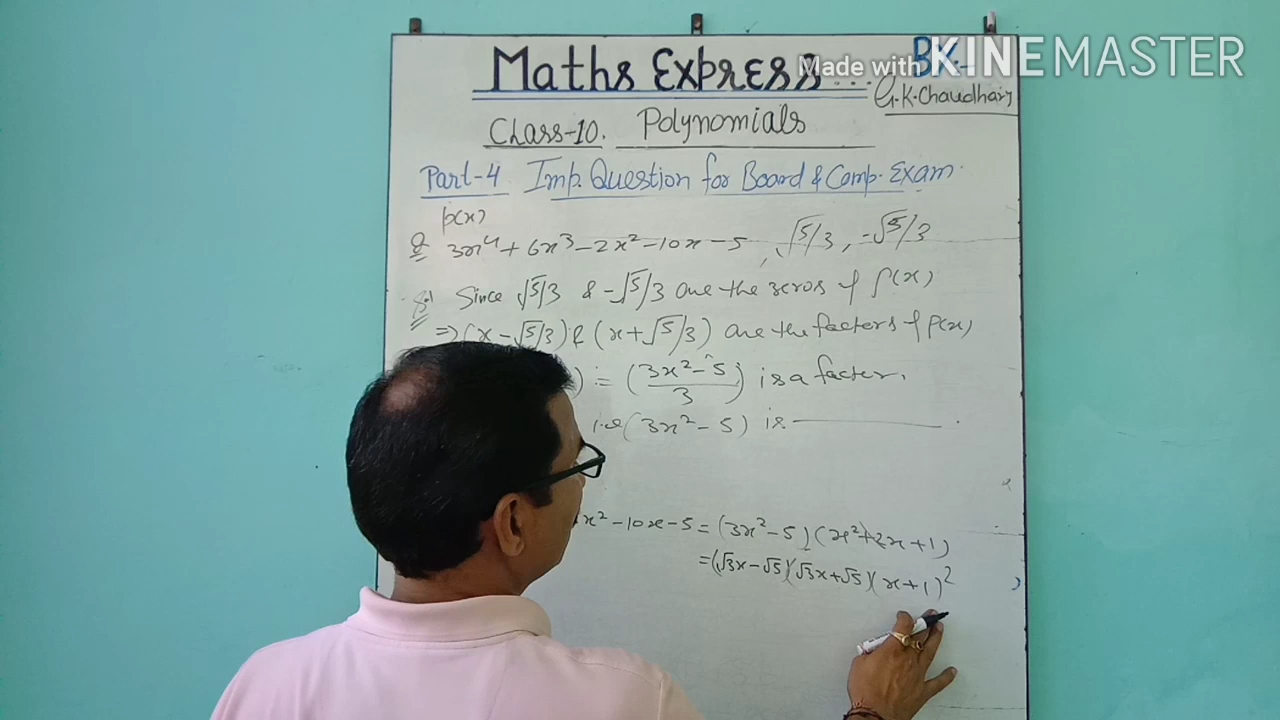 Maths Express... BY-
Made with KINEMASTER
G.K.Chaudhary
Class-10. Polynomials
Part-4 Imp. Question for Board & Comp. Exam.
p(x)
Q 3x⁴ + 6x³ - 2x² - 10x - 5 , √5/3 , -√5/3
Sol Since √5/3 & -√5/3 are the zeros of p(x)
⇒ (x - √5/3) & (x + √5/3) are the factors of p(x)
) = (3x² - 5/3) is a factor.
i.e (3x² - 5) is ———.
x² - 10x - 5 = (3x² - 5)(x² + 2x + 1)
= (√3x - √5)(√3x + √5)(x + 1)²